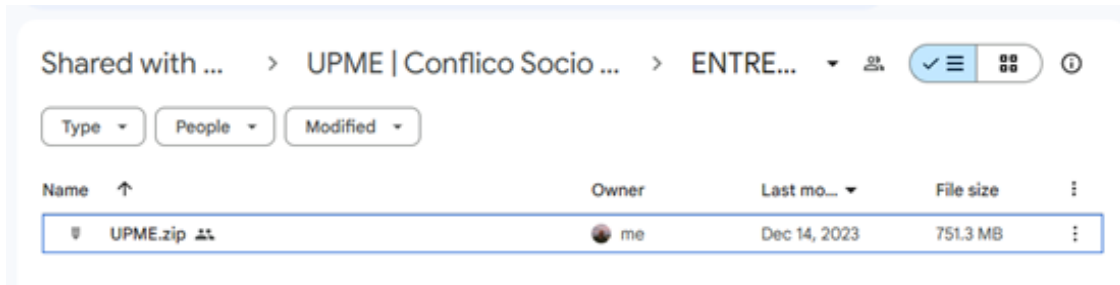 Shared with ... > UPME | Conflico Socio ... > ENTRE...
Type People Modified
Name Owner Last mo... File size
UPME.zip me Dec 14, 2023 751.3 MB